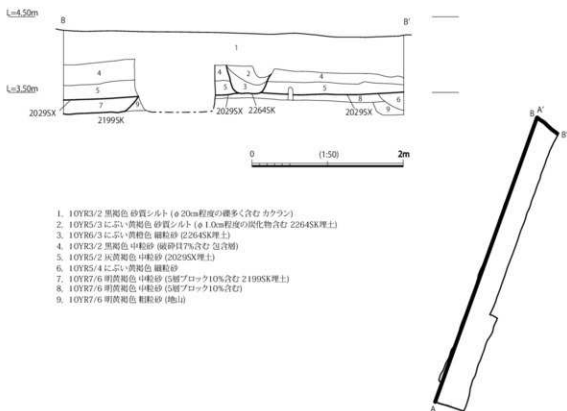 L=4.50m
B
B'
1
4
4
2
4
5
5
3
5
L=3.50m
7
9
8
6
9
2029SX
2199SK
2029SX
2264SK
2029SX
0
(1:50)
2m
B
A'
B'
1. 10YR3/2 黒褐色 砂質シルト (φ20㎝程度の礫多く含む カクラン)
2. 10YR5/3 にぶい黄褐色 砂質シルト (φ1.0㎝程度の炭化物含む 2264SK埋土)
3. 10YR6/3 にぶい黄橙色 細粒砂 (2264SK埋土)
4. 10YR3/2 黒褐色 中粒砂 (破砕貝7%含む 包含層)
5. 10YR5/2 灰黄褐色 中粒砂 (2029SX埋土)
6. 10YR5/4 にぶい黄褐色 細粒砂
7. 10YR7/6 明黄褐色 中粒砂 (5層ブロック10%含む 2199SK埋土)
8. 10YR7/6 明黄褐色 中粒砂 (5層ブロック10%含む)
9. 10YR7/6 明黄褐色 粗粒砂 (地山)
A